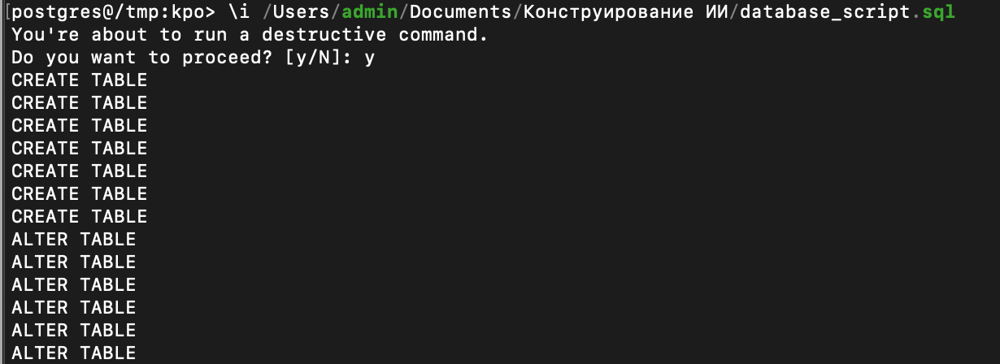 [postgres@/tmp:kpo> \i /Users/admin/Documents/Конструирование ИИ/database_script.sql
You're about to run a destructive command.
Do you want to proceed? [y/N]: y
CREATE TABLE
CREATE TABLE
CREATE TABLE
CREATE TABLE
CREATE TABLE
CREATE TABLE
CREATE TABLE
ALTER TABLE
ALTER TABLE
ALTER TABLE
ALTER TABLE
ALTER TABLE
ALTER TABLE